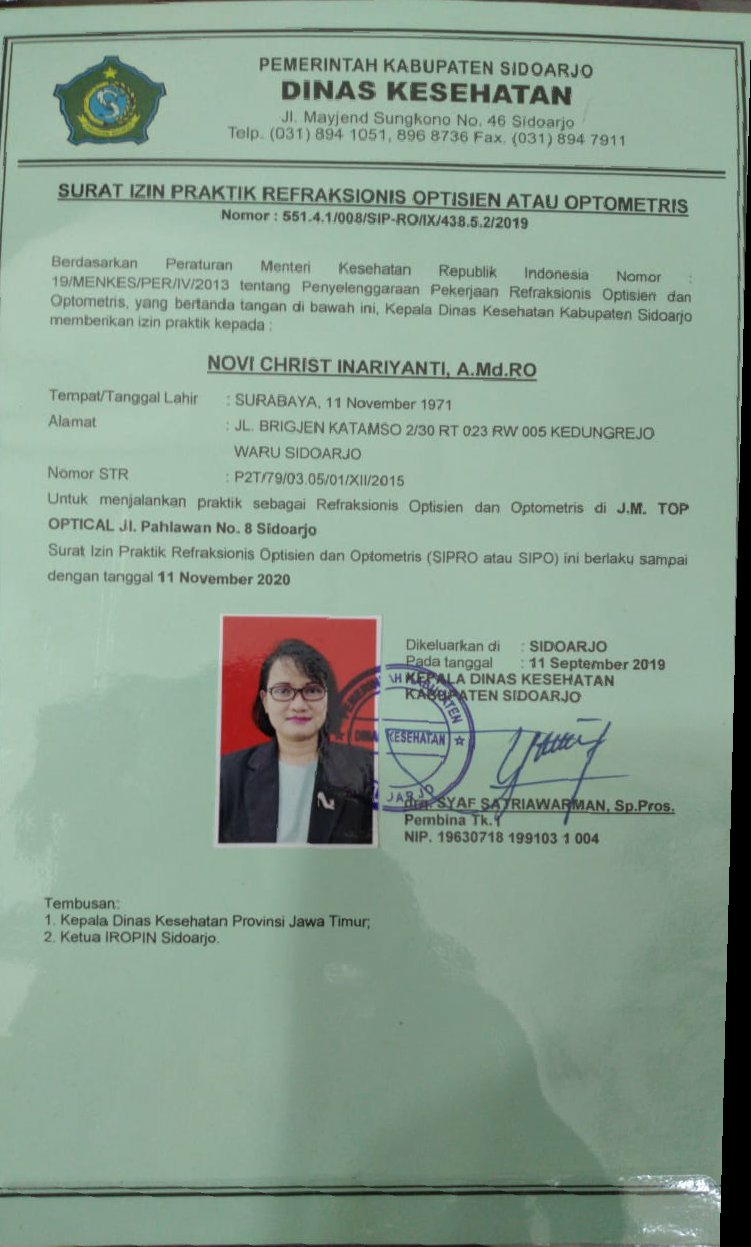 PEMERINTAH KABUPATEN SIDOARJO
DINAS KESEHATAN
Jl. Mayjend Sungkono No. 46 Sidoarjo
Telp. (031) 894 1051, 896 8736 Fax. (031) 894 7911
SURAT IZIN PRAKTIK REFRAKSIONIS OPTISIEN ATAU OPTOMETRIS
Nomor : 551.4.1/008/SIP-RO/IX/438.5.2/2019
Berdasarkan Peraturan Menteri Kesehatan Republik Indonesia Nomor :
19/MENKES/PER/IV/2013 tentang Penyelenggaraan Pekerjaan Refraksionis Optisien dan
Optometris, yang bertanda tangan di bawah ini, Kepala Dinas Kesehatan Kabupaten Sidoarjo
memberikan izin praktik kepada :
NOVI CHRIST INARIYANTI, A.Md.RO
Tempat/Tanggal Lahir : SURABAYA, 11 November 1971
Alamat : JL. BRIGJEN KATAMSO 2/30 RT 023 RW 005 KEDUNGREJO
WARU SIDOARJO
Nomor STR : P2T/79/03.05/01/XII/2015
Untuk menjalankan praktik sebagai Refraksionis Optisien dan Optometris di J.M. TOP
OPTICAL Jl. Pahlawan No. 8 Sidoarjo
Surat Izin Praktik Refraksionis Optisien dan Optometris (SIPRO atau SIPO) ini berlaku sampai
dengan tanggal 11 November 2020
Dikeluarkan di : SIDOARJO
Pada tanggal : 11 September 2019
KEPALA DINAS KESEHATAN
KABUPATEN SIDOARJO
DINAS KESEHATAN
drg. SYAF SATRIAWARMAN, Sp.Pros.
Pembina Tk.1
NIP. 19630718 199103 1 004
Tembusan:
1. Kepala Dinas Kesehatan Provinsi Jawa Timur;
2. Ketua IROPIN Sidoarjo.